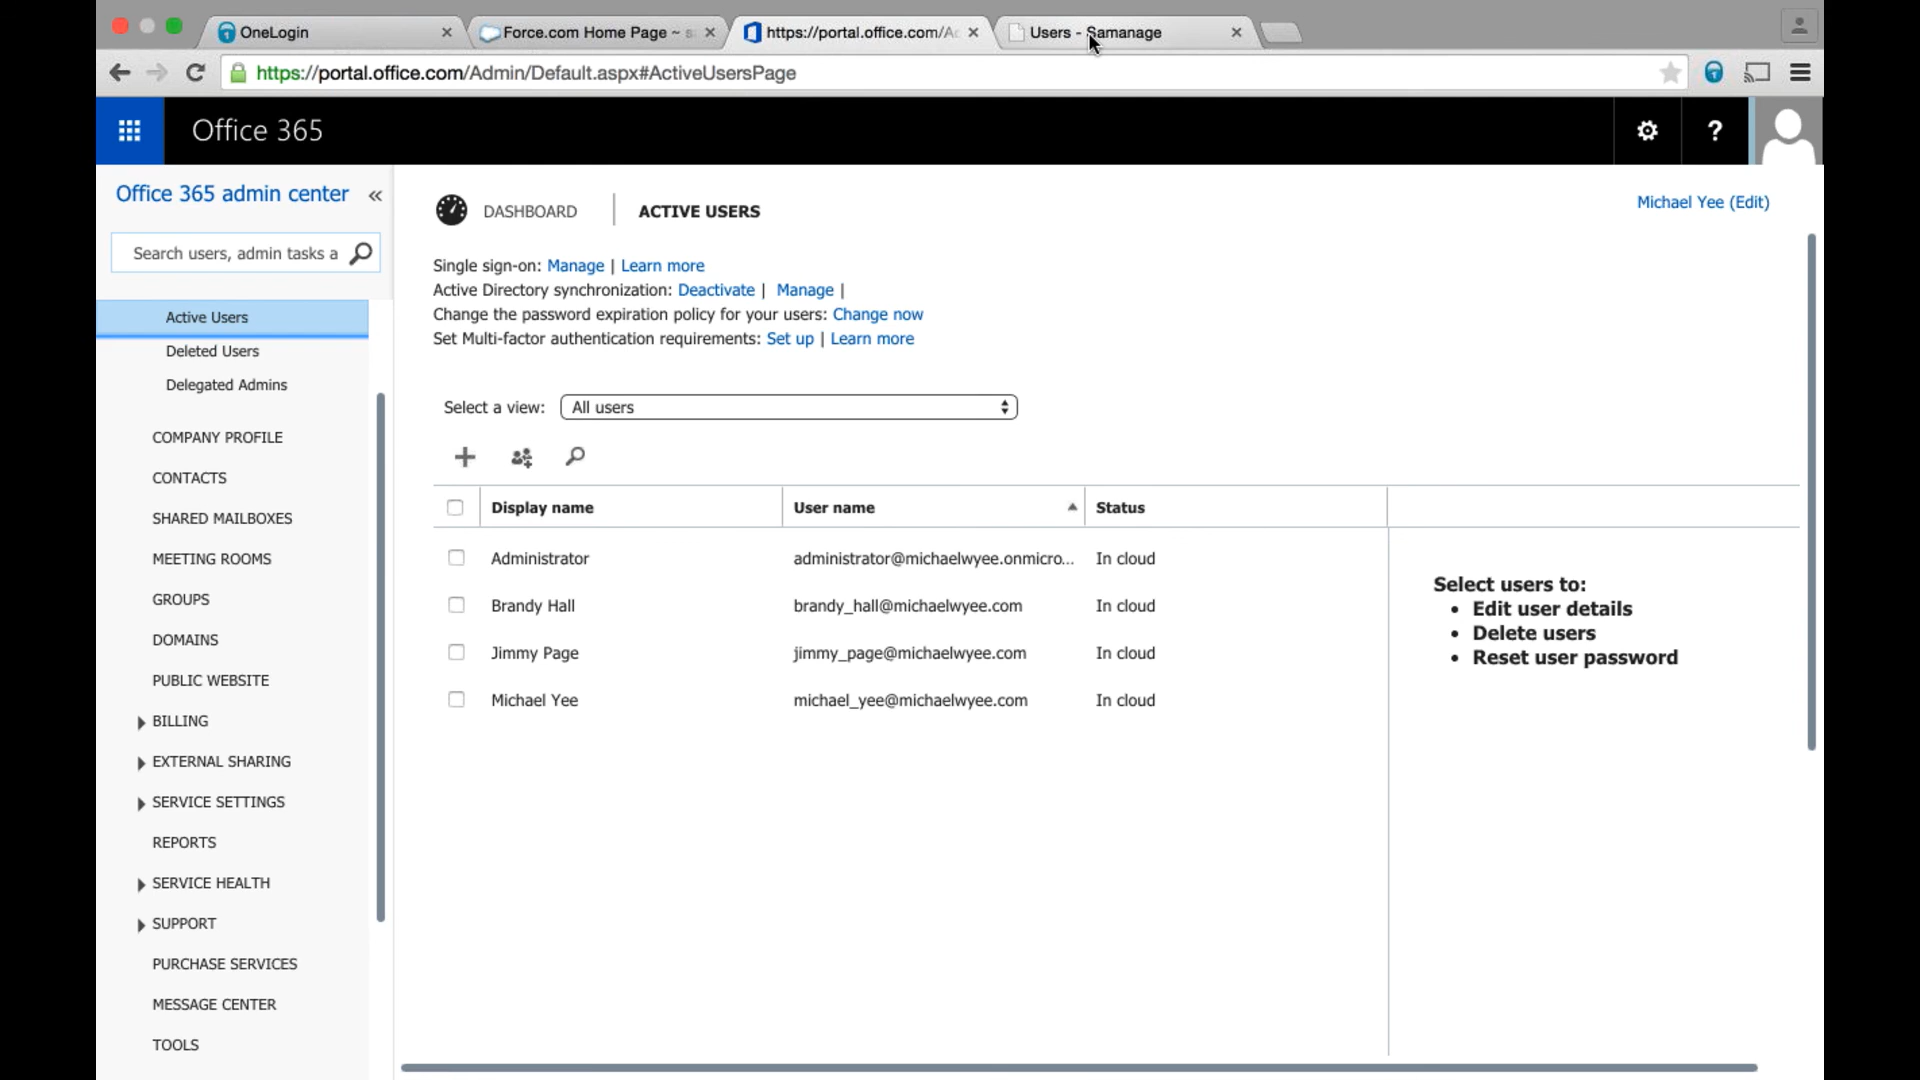 OneLogin
Force.com Home Page ~ s
https://portal.office.com/Ac
Users - Samanage
https://portal.office.com/Admin/Default.aspx#ActiveUsersPage
Office 365
?
Office 365 admin center «
Search users, admin tasks a
Active Users
Deleted Users
Delegated Admins
COMPANY PROFILE
CONTACTS
SHARED MAILBOXES
MEETING ROOMS
GROUPS
DOMAINS
PUBLIC WEBSITE
BILLING
EXTERNAL SHARING
SERVICE SETTINGS
REPORTS
SERVICE HEALTH
SUPPORT
PURCHASE SERVICES
MESSAGE CENTER
TOOLS
DASHBOARD | ACTIVE USERS
Michael Yee (Edit)
Single sign-on: Manage | Learn more
Active Directory synchronization: Deactivate | Manage |
Change the password expiration policy for your users: Change now
Set Multi-factor authentication requirements: Set up | Learn more
Select a view: All users
Display name User name Status
Administrator administrator@michaelwyee.onmicro... In cloud
Brandy Hall brandy_hall@michaelwyee.com In cloud
Jimmy Page jimmy_page@michaelwyee.com In cloud
Michael Yee michael_yee@michaelwyee.com In cloud
Select users to:
• Edit user details
• Delete users
• Reset user password